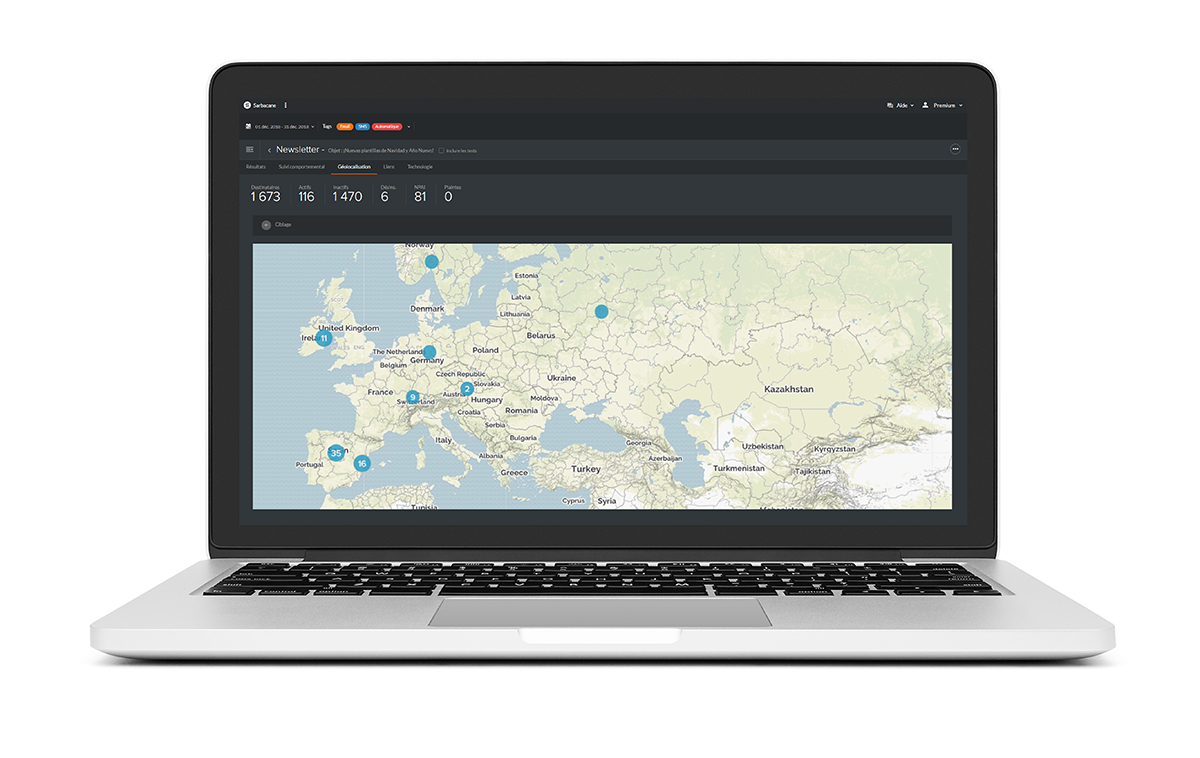 Sarbacane Aide Premium
01 déc. 2018 - 31 déc. 2018 Tags Email SMS Automatique
Newsletter - Objet : ¡Nuevas plantillas de Navidad y Año Nuevo! Inclure les tests
Résultats Suivi comportemental Géolocalisation Liens Technologie
Destinataires Actifs Inactifs Désins. NPAI Plaintes
1 673 116 1 470 6 81 0
Ciblage
Norway
Estonia
SCOT
Latvia
Denmark
Lithuania
United Kingdom
11
WALES ENG
Belarus
The Netherlands
Poland
Germany
Belgium
Czech Republic
Ukraine
Slovakia
2
Kazakhstan
France
Austria
9
Moldova
Hungary
Switzerland
Croatia
Romania
Serbia
Bulgaria
Italy
Georgia
Uzbekistan
Kyrgyzstan
35
Albania
Azerbaijan
Portugal
16
Greece
Turkey
Turkmenistan
Tajikistan
Cyprus
Syria
Tunisia
Afghanistan